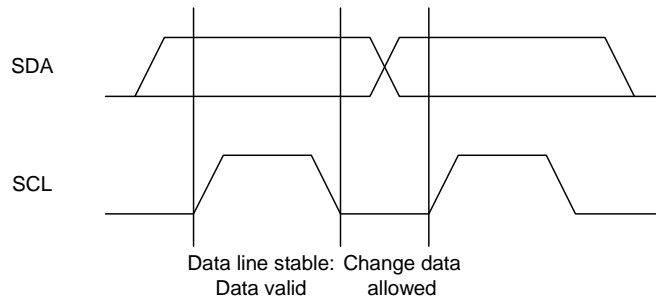 SDA
SCL
Data line stable: Change data
Data valid allowed